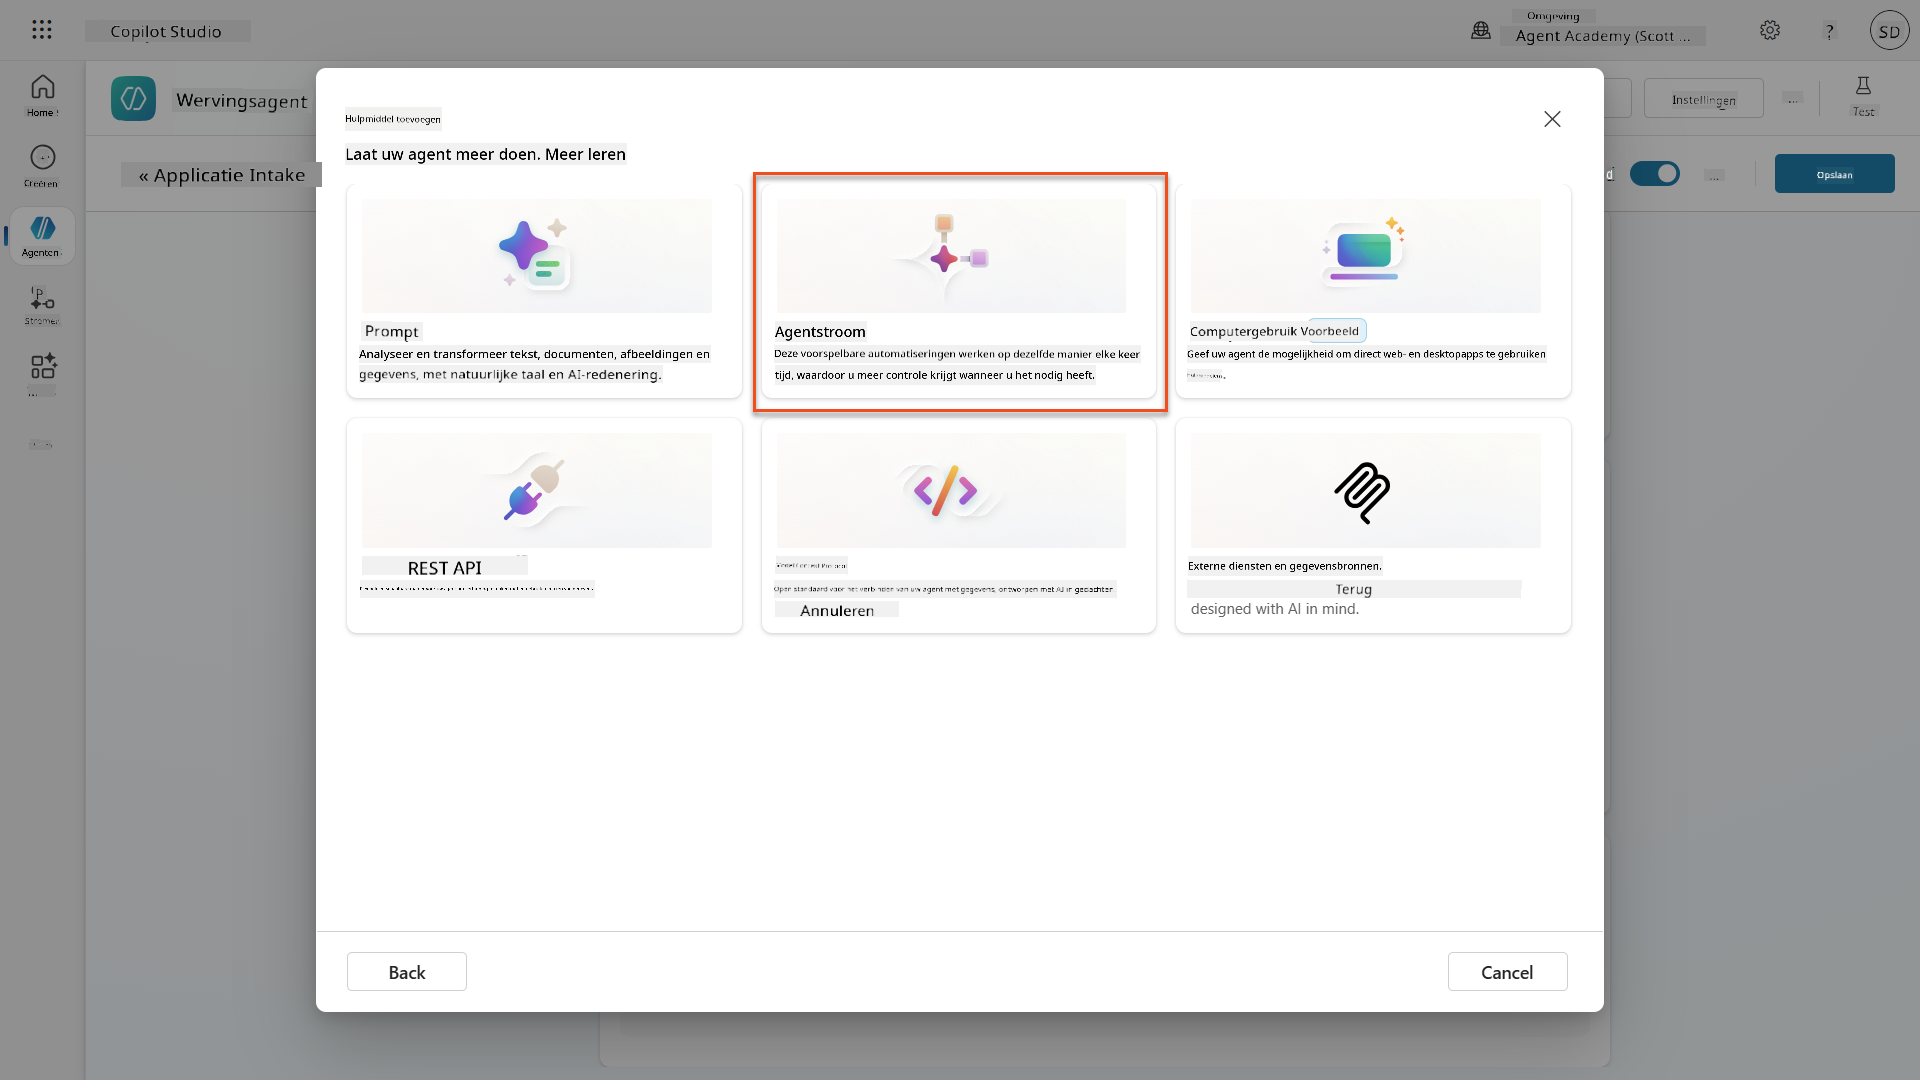 Copilot Studio
Omgeving
Agent Academy (Scott ...
?
SD
Home
Creëren
Agenten
Stromen
Wervingsagent
Instellingen
...
Test
« Applicatie Intake
d
...
Opslaan
Hulpmiddel toevoegen
Laat uw agent meer doen. Meer leren
Prompt
Analyseer en transformeer tekst, documenten, afbeeldingen en
gegevens, met natuurlijke taal en AI-redenering.
Agentstroom
Deze voorspelbare automatiseringen werken op dezelfde manier elke keer
tijd, waardoor u meer controle krijgt wanneer u het nodig heeft.
Computergebruik Voorbeeld
Geef uw agent de mogelijkheid om direct web- en desktopapps te gebruiken
REST API
Open standaard voor het verbinden van uw agent met gegevens, ontworpen met AI in gedachten
Annuleren
Externe diensten en gegevensbronnen.
Terug
designed with AI in mind.
Back
Cancel